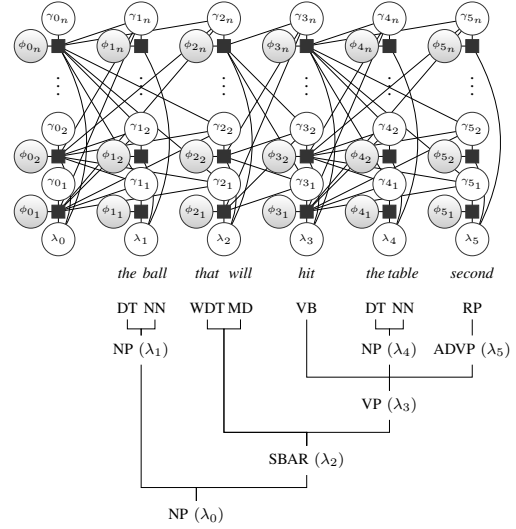 γ0n γ1n γ2n γ3n γ4n γ5n
ϕ0n ϕ1n ϕ2n ϕ3n ϕ4n ϕ5n
⋮ ⋮ ⋮ ⋮ ⋮ ⋮
γ02 γ12 γ22 γ32 γ42 γ52
ϕ02 ϕ12 ϕ22 ϕ32 ϕ42 ϕ52
γ01 γ11 γ21 γ31 γ41 γ51
ϕ01 ϕ11 ϕ21 ϕ31 ϕ41 ϕ51
λ0 λ1 λ2 λ3 λ4 λ5
the ball that will hit the table second
DT NN WDT MD VB DT NN RP
NP (λ1) NP (λ4) ADVP (λ5)
VP (λ3)
SBAR (λ2)
NP (λ0)